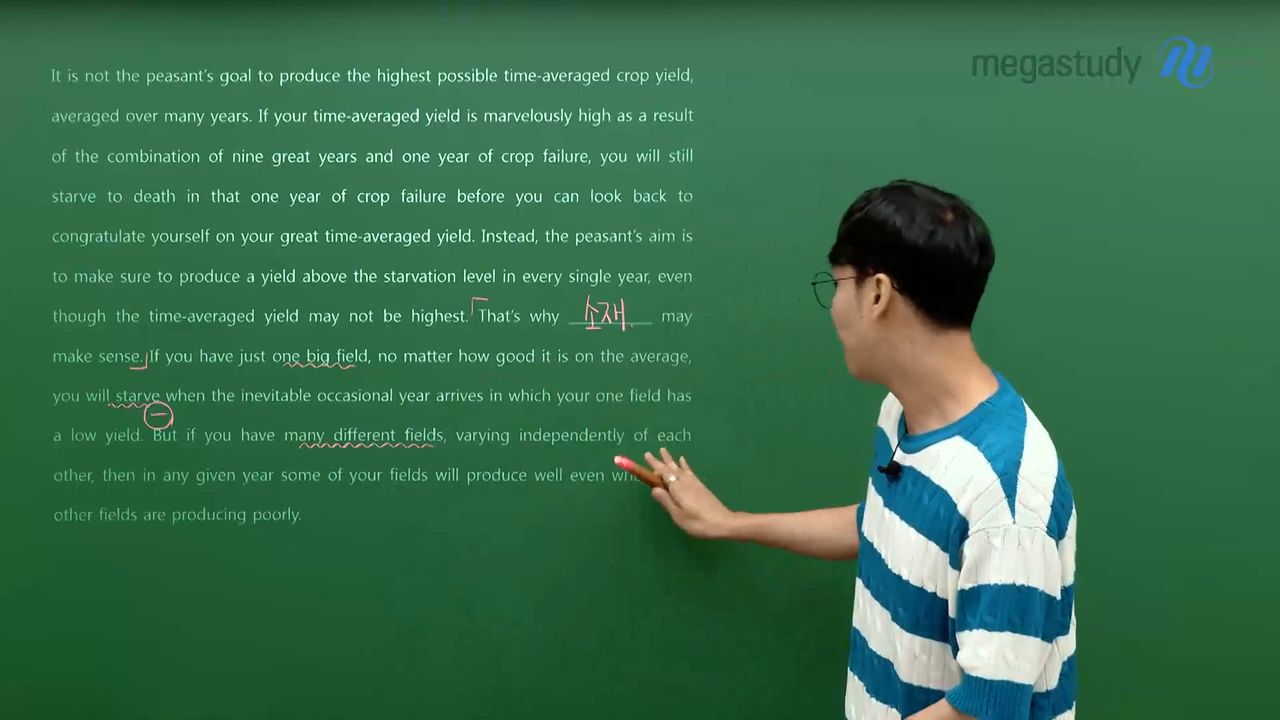 megastudy
It is not the peasant's goal to produce the highest possible time-averaged crop yield,
averaged over many years. If your time-averaged yield is marvelously high as a result
of the combination of nine great years and one year of crop failure, you will still
starve to death in that one year of crop failure before you can look back to
congratulate yourself on your great time-averaged yield. Instead, the peasant's aim is
to make sure to produce a yield above the starvation level in every single year, even
though the time-averaged yield may not be highest. That's why 소재 may
make sense. If you have just one big field, no matter how good it is on the average,
you will starve when the inevitable occasional year arrives in which your one field has
a low yield. But if you have many different fields, varying independently of each
other, then in any given year some of your fields will produce well even
other fields are producing poorly.